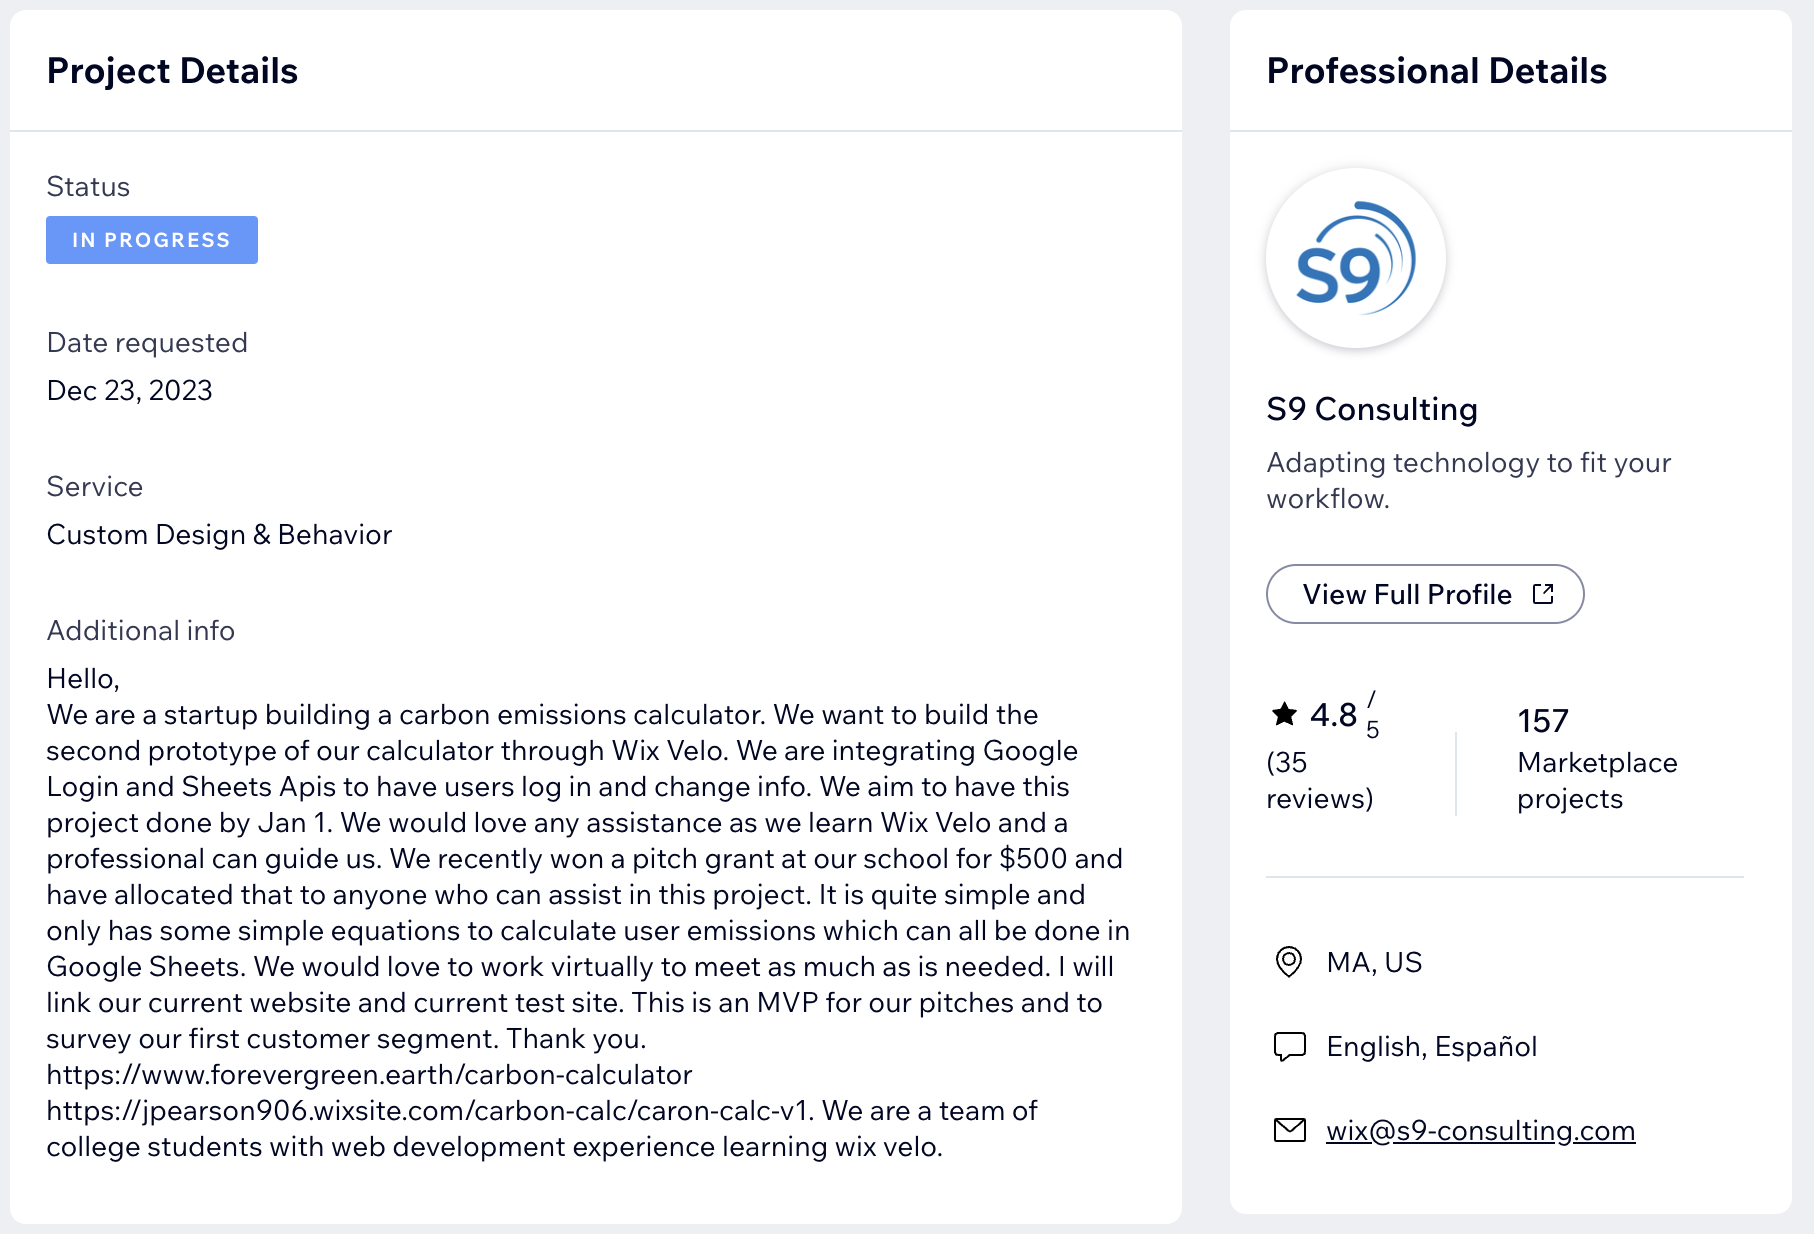 Project Details
Status
IN PROGRESS
Date requested
Dec 23, 2023
Service
Custom Design & Behavior
Additional info
Hello,
We are a startup building a carbon emissions calculator. We want to build the
second prototype of our calculator through Wix Velo. We are integrating Google
Login and Sheets Apis to have users log in and change info. We aim to have this
project done by Jan 1. We would love any assistance as we learn Wix Velo and a
professional can guide us. We recently won a pitch grant at our school for $500 and
have allocated that to anyone who can assist in this project. It is quite simple and
only has some simple equations to calculate user emissions which can all be done in
Google Sheets. We would love to work virtually to meet as much as is needed. I will
link our current website and current test site. This is an MVP for our pitches and to
survey our first customer segment. Thank you.
https://www.forevergreen.earth/carbon-calculator
https://jpearson906.wixsite.com/carbon-calc/caron-calc-v1. We are a team of
college students with web development experience learning wix velo.
Professional Details
S9
S9 Consulting
Adapting technology to fit your
workflow.
View Full Profile
4.8 / 5
(35
reviews)
157
Marketplace
projects
MA, US
English, Español
wix@s9-consulting.com